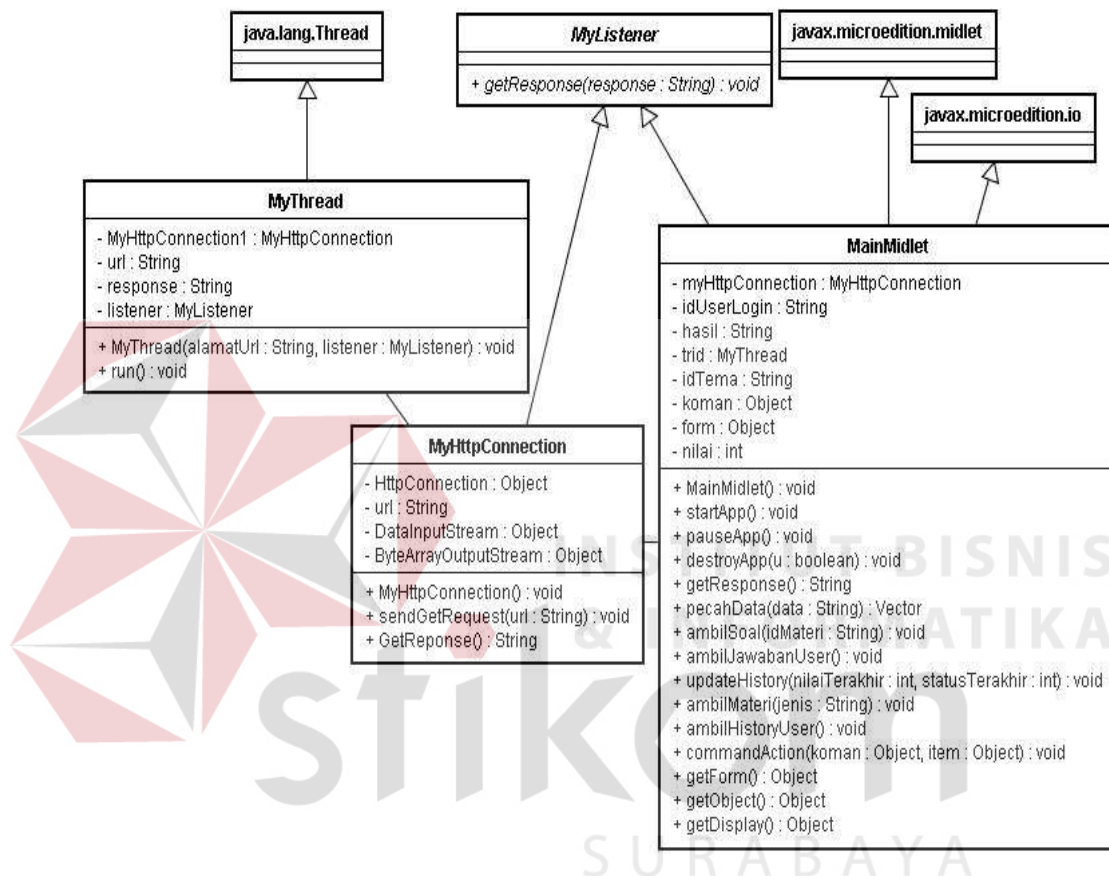 java.lang.Thread
MyListener
+ getResponse(response : String) : void
javax.microedition.midlet
javax.microedition.io
MyThread
- MyHttpConnection1 : MyHttpConnection
- url : String
- response : String
- listener : MyListener
+ MyThread(alamatUrl : String, listener : MyListener) : void
+ run() : void
MyHttpConnection
- HttpConnection : Object
- url : String
- DataInputStream : Object
- ByteArrayOutputStream : Object
+ MyHttpConnection() : void
+ sendGetRequest(url : String) : void
+ GetReponse() : String
MainMidlet
- myHttpConnection : MyHttpConnection
- idUserLogin : String
- hasil : String
- trid : MyThread
- idTema : String
- koman : Object
- form : Object
- nilai : int
+ MainMidlet() : void
+ startApp() : void
+ pauseApp() : void
+ destroyApp(u : boolean) : void
+ getResponse() : String
+ pecahData(data : String) : Vector
+ ambilSoal(idMateri : String) : void
+ ambilJawabanUser() : void
+ updateHistory(nilaiTerakhir : int, statusTerakhir : int) : void
+ ambilMateri(jenis : String) : void
+ ambilHistoryUser() : void
+ commandAction(koman : Object, item : Object) : void
+ getForm() : Object
+ getObject() : Object
+ getDisplay() : Object
INSTITUT BISNIS
& INFORMATIKA
stikom
SURABAYA